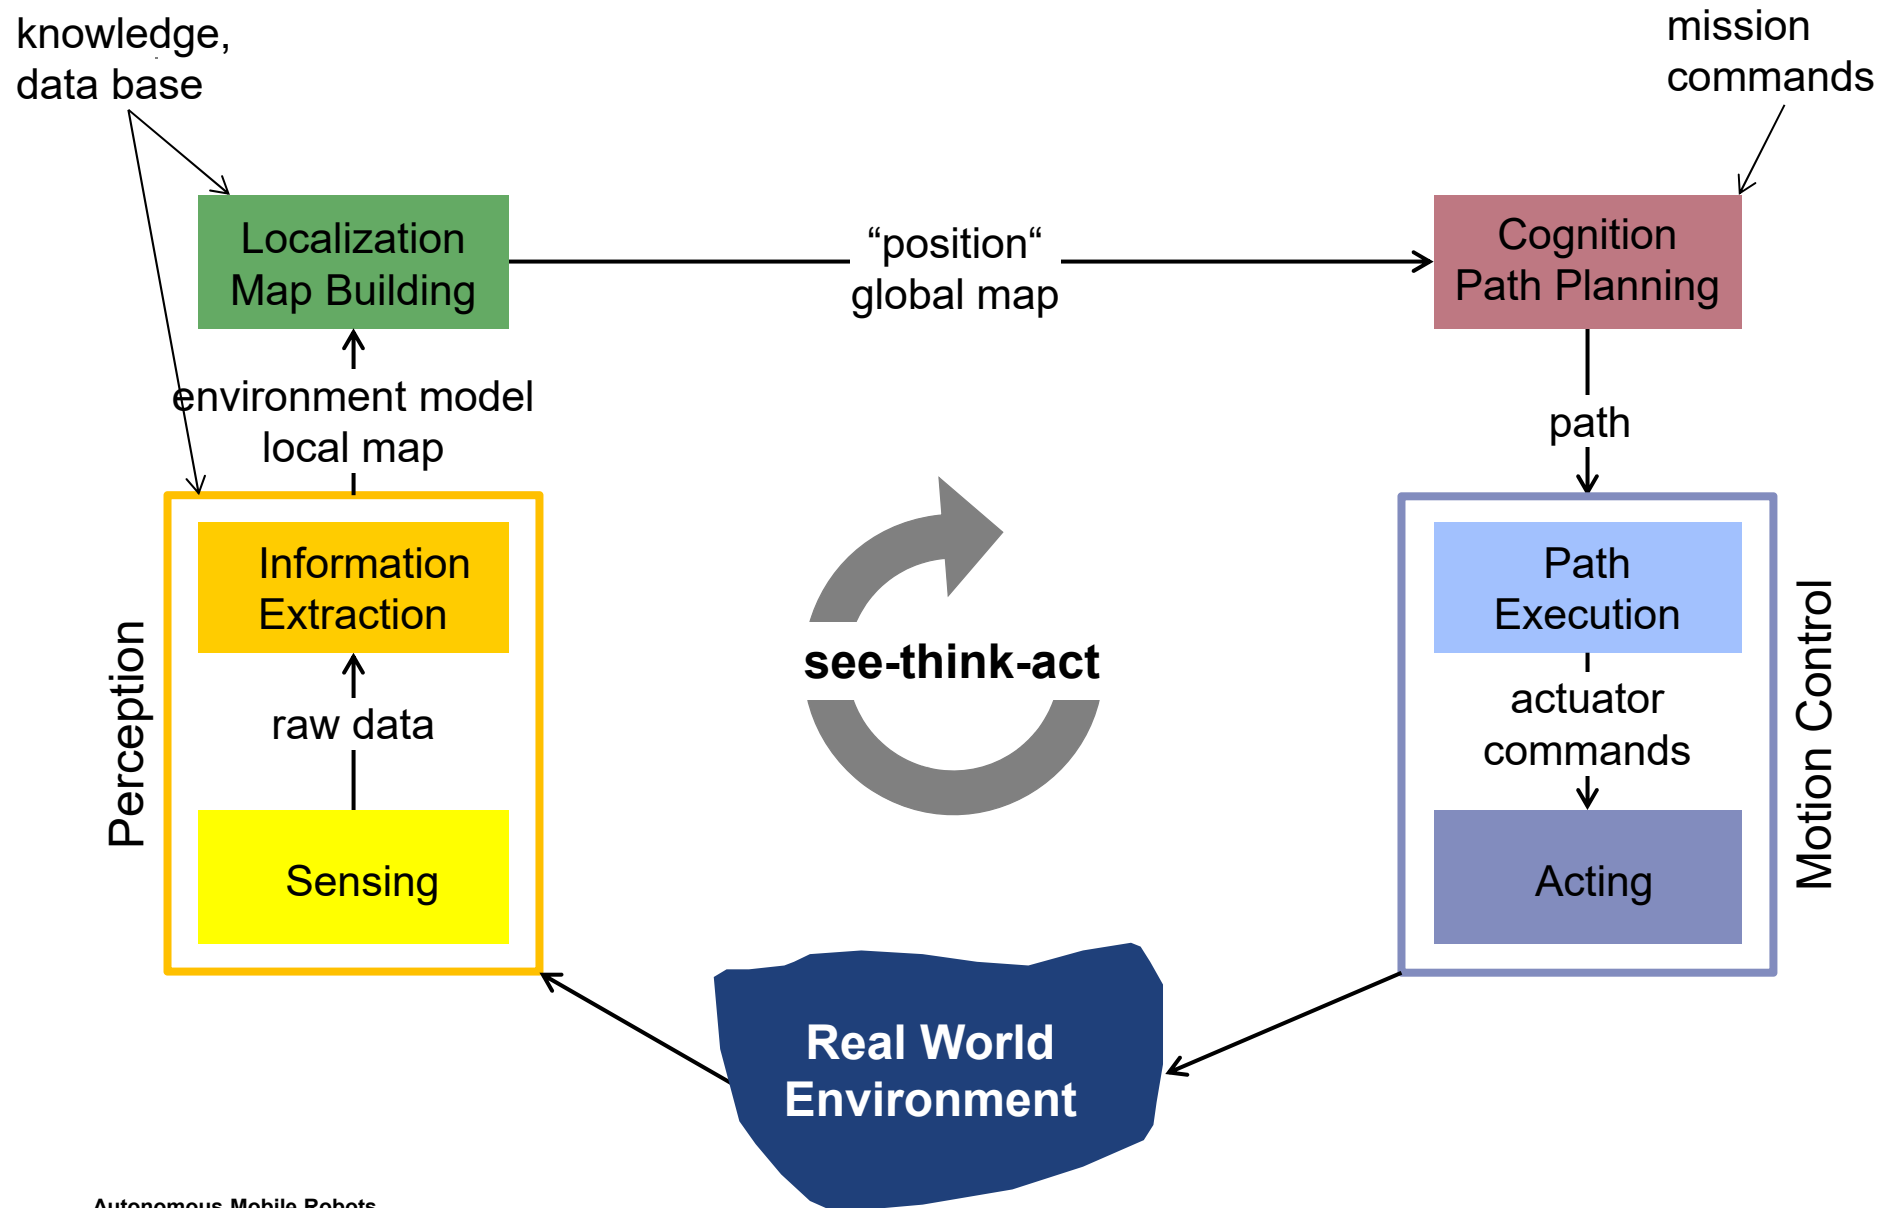 knowledge,
data base
mission
commands
Localization
Map Building
“position“
global map
Cognition
Path Planning
environment model
local map
path
Perception
Information
Extraction
raw data
Sensing
see-think-act
Path
Execution
actuator
commands
Acting
Motion Control
Real World
Environment
Autonomous Mobile Robots